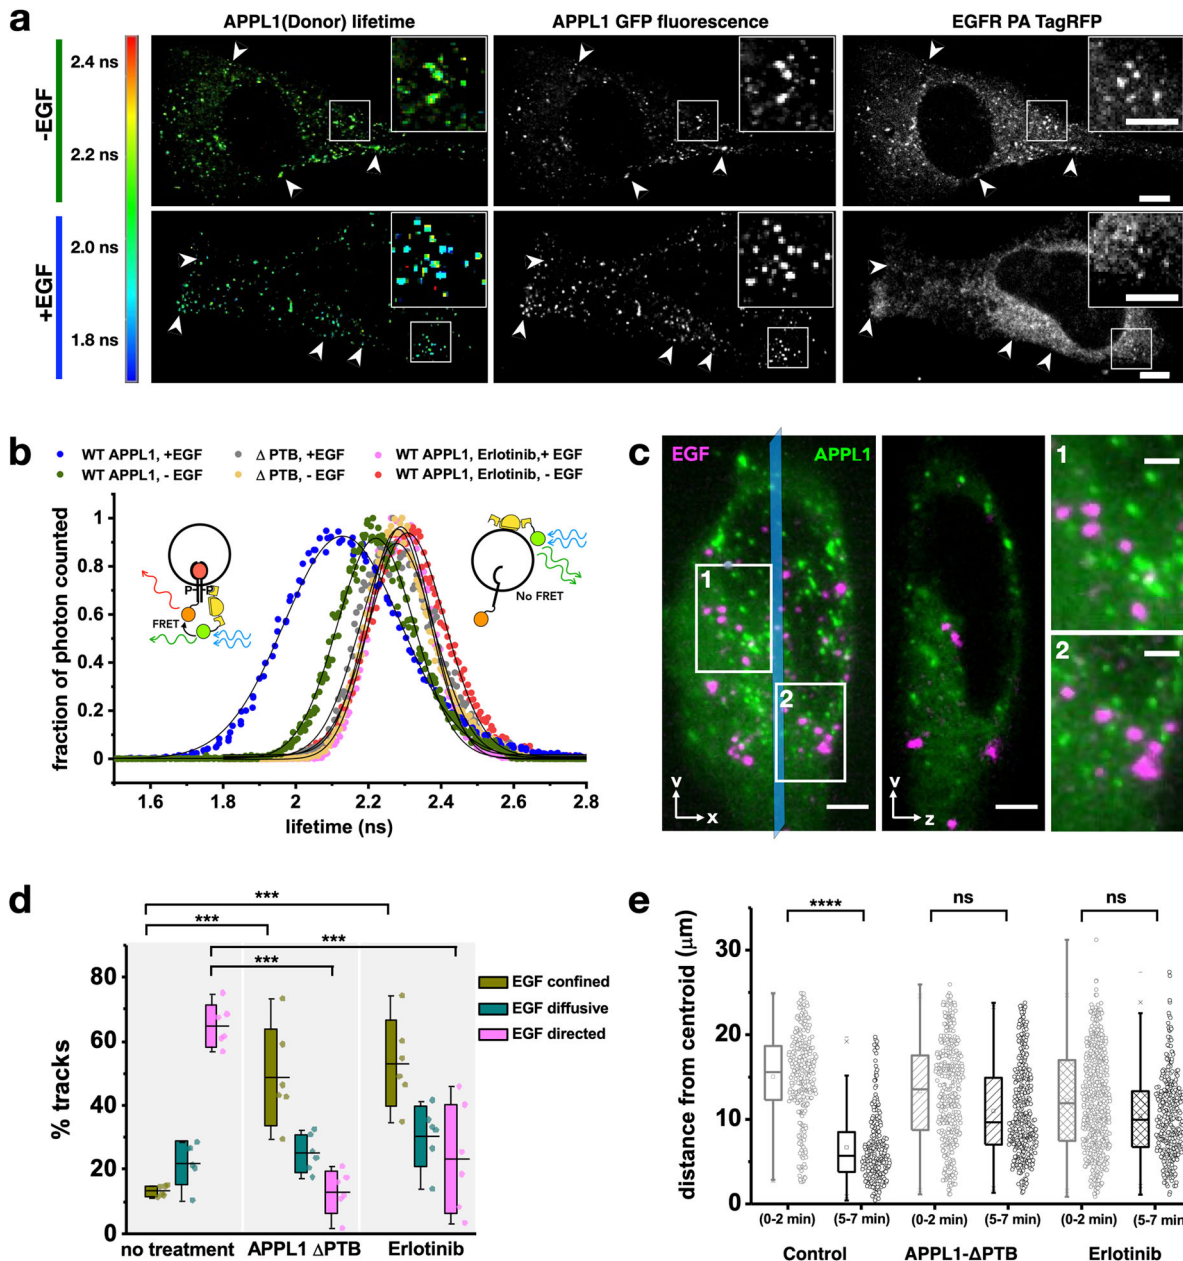 a
APPL1(Donor) lifetime
APPL1 GFP fluorescence
EGFR PA TagRFP
-EGF
2.4 ns
2.2 ns
+EGF
2.0 ns
1.8 ns
b
WT APPL1, +EGF
Δ PTB, +EGF
WT APPL1, Erlotinib,+ EGF
WT APPL1, - EGF
Δ PTB, - EGF
WT APPL1, Erlotinib, - EGF
fraction of photon counted
1
0.8
0.6
0.4
0.2
0
P P
FRET
No FRET
1.6
1.8
2
2.2
2.4
2.6
2.8
lifetime (ns)
c
EGF
APPL1
1
2
y
x
y
z
1
2
d
***
***
***
***
% tracks
80
60
40
20
0
EGF confined
EGF diffusive
EGF directed
no treatment
APPL1 ΔPTB
Erlotinib
e
****
ns
ns
distance from centroid (μm)
30
20
10
0
(0-2 min)
(5-7 min)
(0-2 min)
(5-7 min)
(0-2 min)
(5-7 min)
Control
APPL1-ΔPTB
Erlotinib